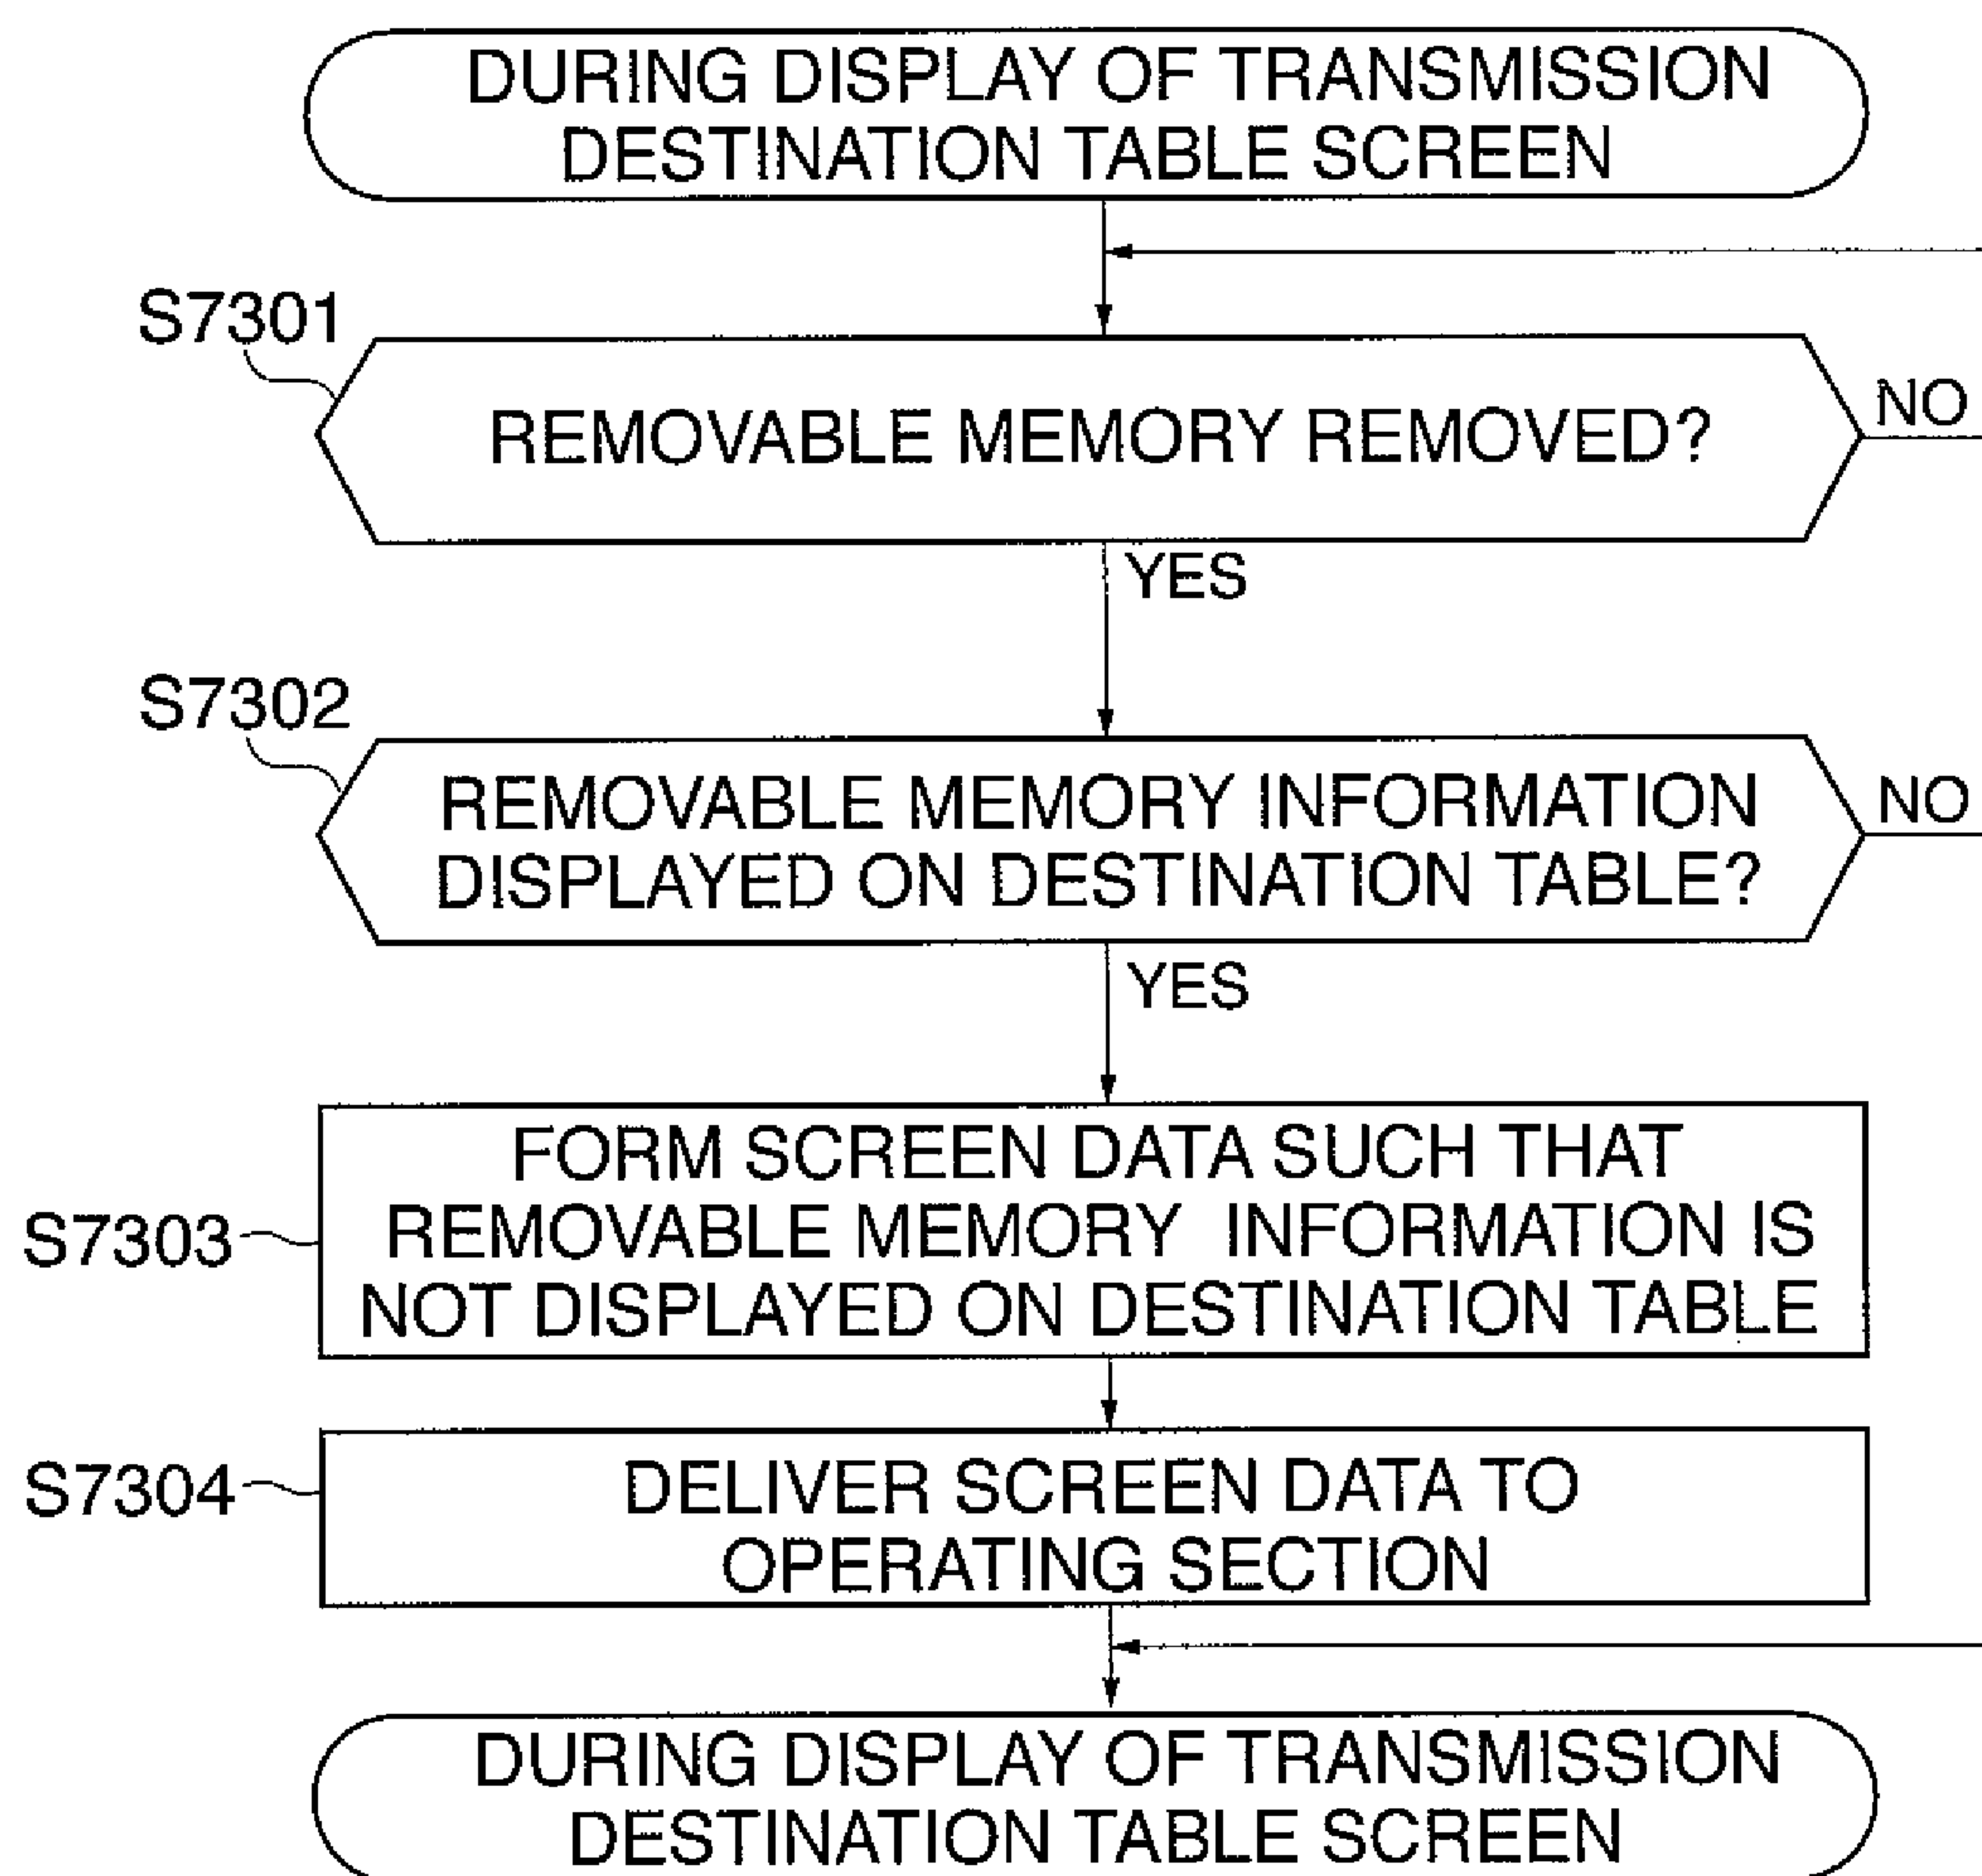 DURING DISPLAY OF TRANSMISSION
DESTINATION TABLE SCREEN
S7301
REMOVABLE MEMORY REMOVED?
NO
YES
S7302
REMOVABLE MEMORY INFORMATION
DISPLAYED ON DESTINATION TABLE?
NO
YES
FORM SCREEN DATA SUCH THAT
REMOVABLE MEMORY INFORMATION IS
NOT DISPLAYED ON DESTINATION TABLE
S7303
DELIVER SCREEN DATA TO
OPERATING SECTION
S7304
DURING DISPLAY OF TRANSMISSION
DESTINATION TABLE SCREEN